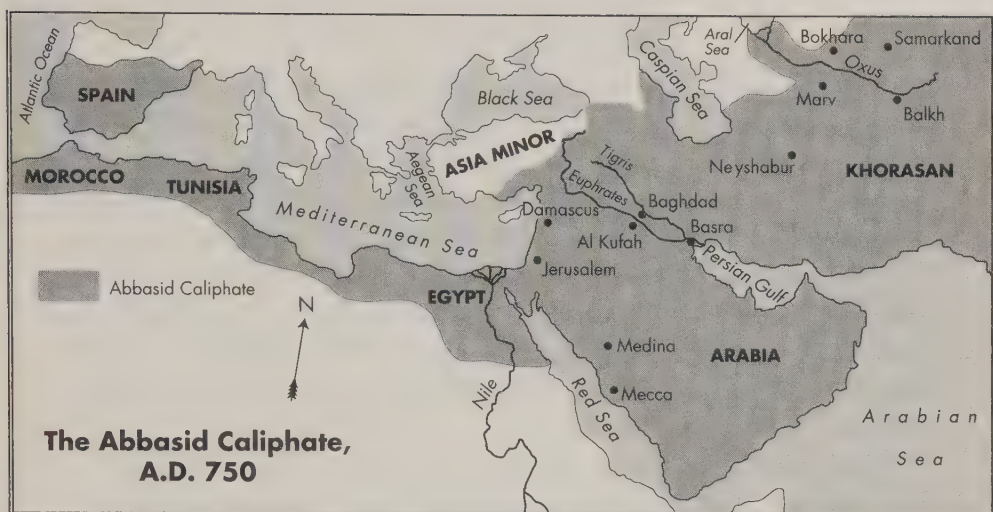 Atlantic Ocean
SPAIN
MOROCCO
TUNISIA
Mediterranean Sea
Aegean
Sea
Black Sea
ASIA MINOR
Caspian Sea
Aral
Sea
Bokhara
Samarkand
Oxus
Marv
Balkh
Neyshabur
KHORASAN
Tigris
Euphrates
Baghdad
Damascus
Al Kufah
Basra
Jerusalem
Persian Gulf
Abbasid Caliphate
EGYPT
N
Nile
Medina
ARABIA
Mecca
Red Sea
Arabian
Sea
The Abbasid Caliphate,
A.D. 750